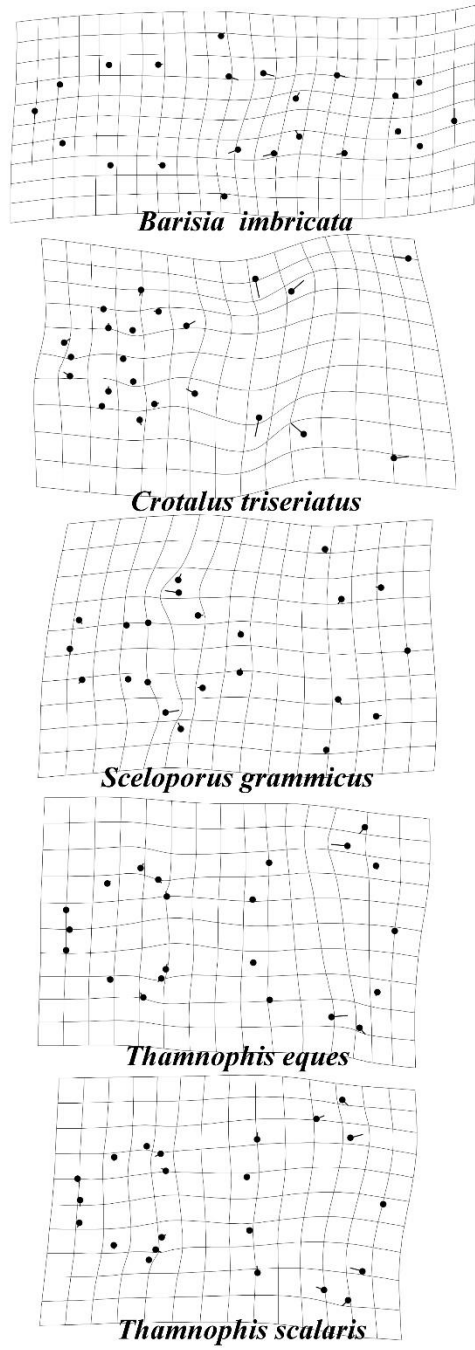 Barisia imbricata
Crotalus triseriatus
Sceloporus grammicus
Thamnophis eques
Thamnophis scalaris